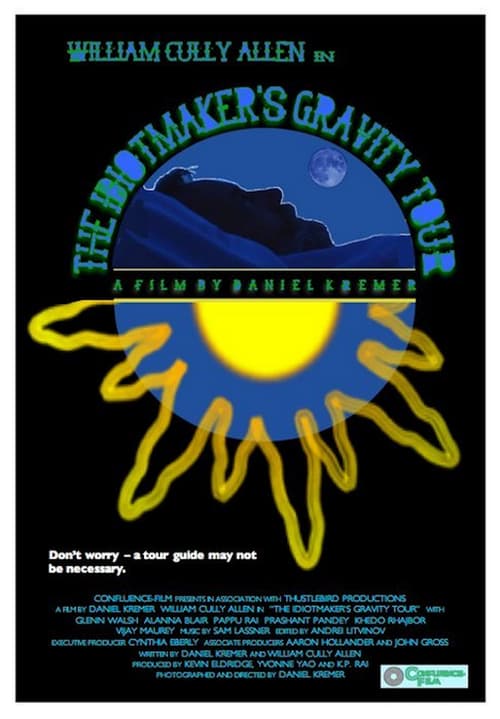 WILLIAM CULLY ALLEN IN
THE IDIOTMAKER'S GRAVITY TOUR
A FILM BY DANIEL KREMER
Don't worry – a tour guide may not
be necessary.
CONFLUENCE-FILM PRESENTS IN ASSOCIATION WITH THUSTLEBIRD PRODUCTIONS
A FILM BY DANIEL KREMER WILLIAM CULLY ALLEN IN "THE IDIOTMAKER'S GRAVITY TOUR" WITH
GLENN WALSH ALANNA BLAIR PAPPU RAI PRASHANT PANDEY KHEDO RHAJBOR
VIJAY MAUREY MUSIC BY SAM LASSNER EDITED BY ANDREI LITVINOV
EXECUTIVE PRODUCER CYNTHIA EBERLY ASSOCIATE PRODUCERS AARON HOLLANDER AND JOHN GROSS
WRITTEN BY DANIEL KREMER AND WILLIAM CULLY ALLEN
PRODUCED BY KEVIN ELDRIDGE, YVONNE YAO AND K.P. RAI
PHOTOGRAPHED AND DIRECTED BY DANIEL KREMER
CONFLUENCE-
FILM